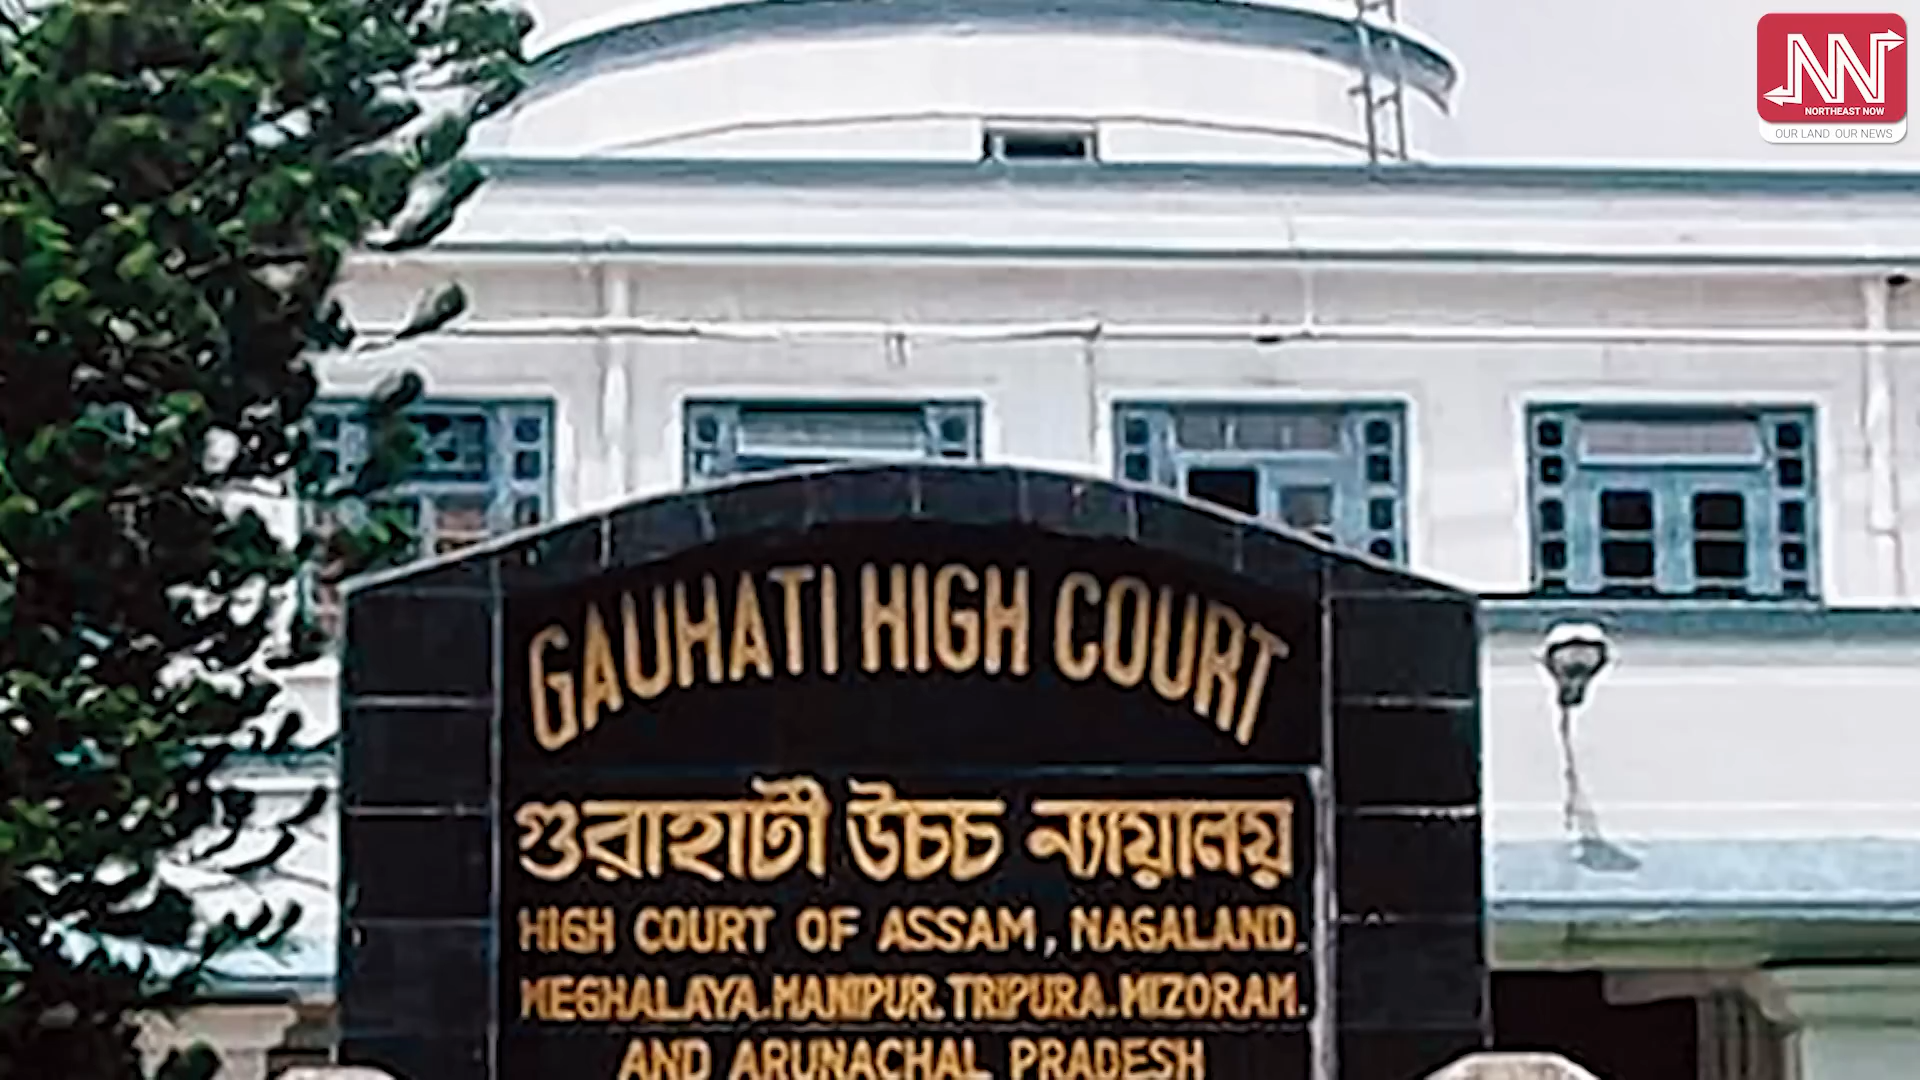 NORTHEAST NOW
OUR LAND OUR NEWS
GAUHATI HIGH COURT
গুৱাহাটী উচ্চ ন্যায়ালয়
HIGH COURT OF ASSAM, NAGALAND,
MEGHALAYA, MANIPUR, TRIPURA, MIZORAM,
AND ARUNACHAL PRADESH